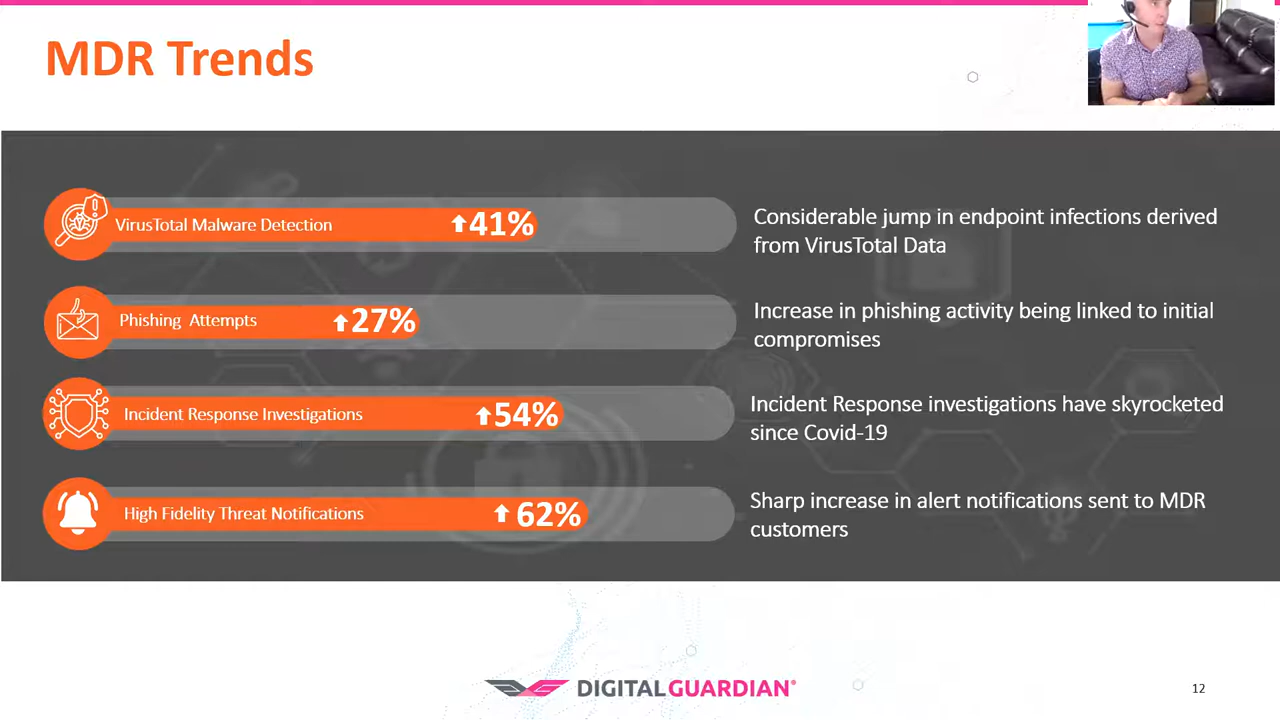 MDR Trends
VirusTotal Malware Detection
41%
Considerable jump in endpoint infections derived
from VirusTotal Data
Phishing Attempts
27%
Increase in phishing activity being linked to initial
compromises
Incident Response Investigations
54%
Incident Response investigations have skyrocketed
since Covid-19
High Fidelity Threat Notifications
62%
Sharp increase in alert notifications sent to MDR
customers
DIGITALGUARDIAN®
12